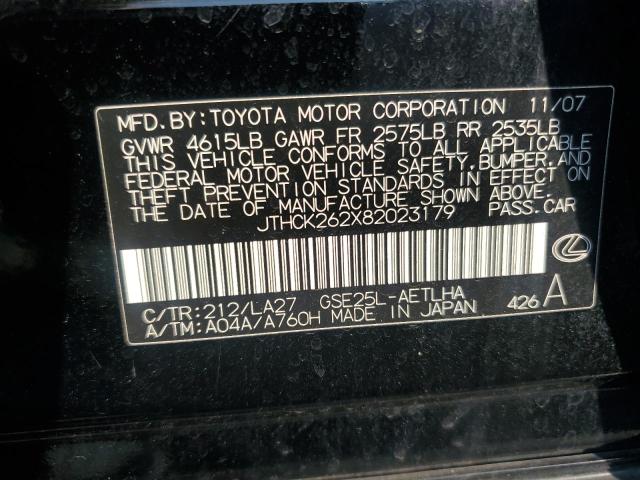 MFD.BY:TOYOTA MOTOR CORPORATION 11/07
GVWR 4615LB GAWR FR 2575LB RR 2535LB
THIS VEHICLE CONFORMS TO ALL APPLICABLE
FEDERAL MOTOR VEHICLE SAFETY,BUMPER,AND
THEFT PREVENTION STANDARDS IN EFFECT ON
THE DATE OF MANUFACTURE SHOWN ABOVE.
JTHCK262X82023179 PASS.CAR
C/TR:212/LA27 GSE25L-AETLHA
A/TM:A04A/A760H MADE IN JAPAN 426 A